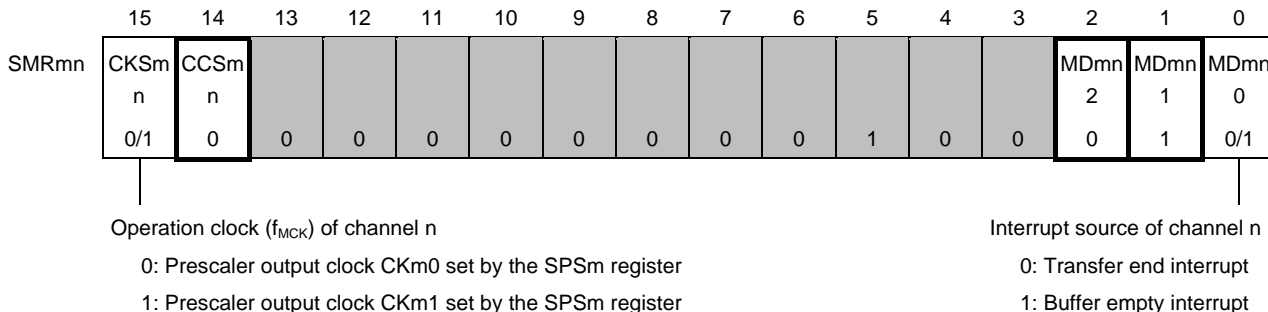 15 14 13 12 11 10 9 8 7 6 5 4 3 2 1 0
SMRmn CKSm CCSm MDmn MDmn MDmn
n n 2 1 0
0/1 0 0 0 0 0 0 0 0 0 1 0 0 0 1 0/1
Operation clock (fMCK) of channel n Interrupt source of channel n
0: Prescaler output clock CKm0 set by the SPSm register 0: Transfer end interrupt
1: Prescaler output clock CKm1 set by the SPSm register 1: Buffer empty interrupt